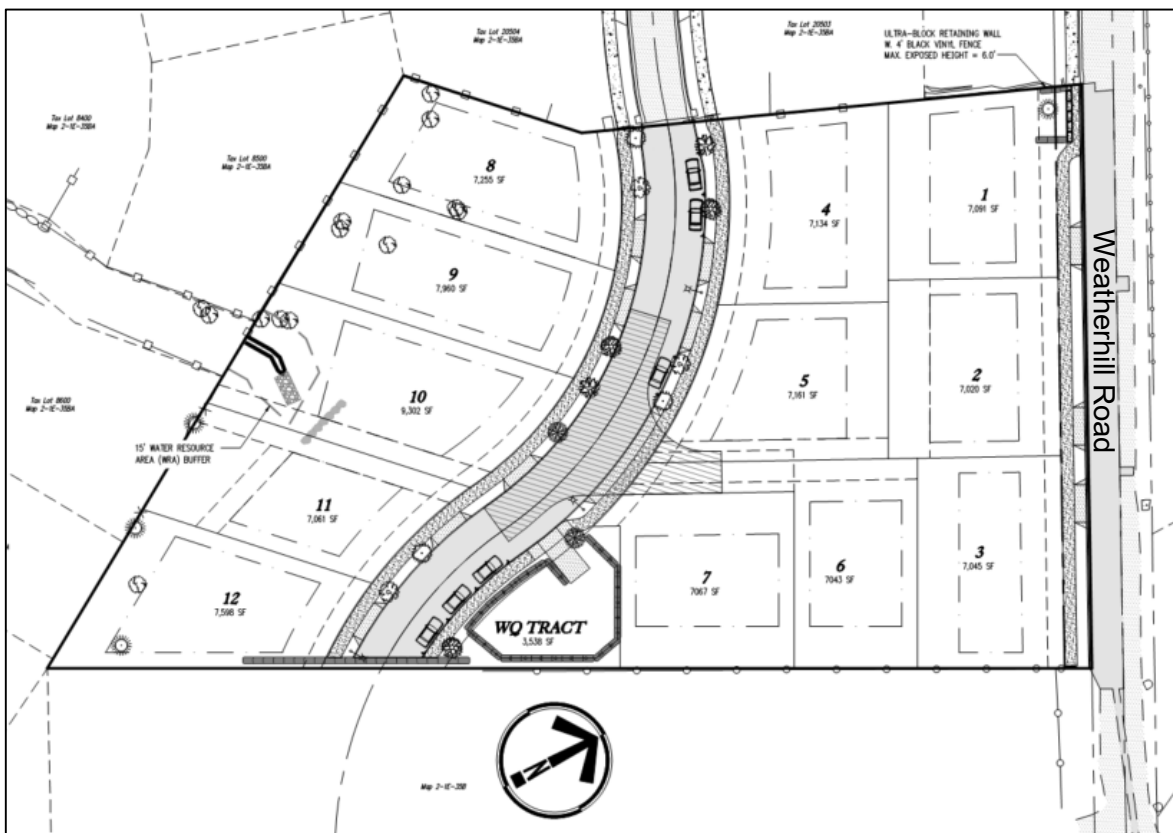 Tax Lot 20504
Map 2-1E-35BA
Tax Lot 20503
Map 2-1E-35BA
ULTRA-BLOCK RETAINING WALL
W. 4' BLACK VINYL FENCE
MAX. EXPOSED HEIGHT = 6.0'
Tax Lot 8400
Map 2-1E-35BA
Tax Lot 8500
Map 2-1E-35BA
8
7,255 SF
4
7,134 SF
1
7,091 SF
Weatherhill Road
9
7,960 SF
10
9,302 SF
5
7,161 SF
2
7,020 SF
Tax Lot 8600
Map 2-1E-35BA
15' WATER RESOURCE
AREA (WRA) BUFFER
11
7,061 SF
12
7,598 SF
7
7067 SF
6
7043 SF
3
7,045 SF
WQ TRACT
3,538 SF
N
Map 2-1E-35B